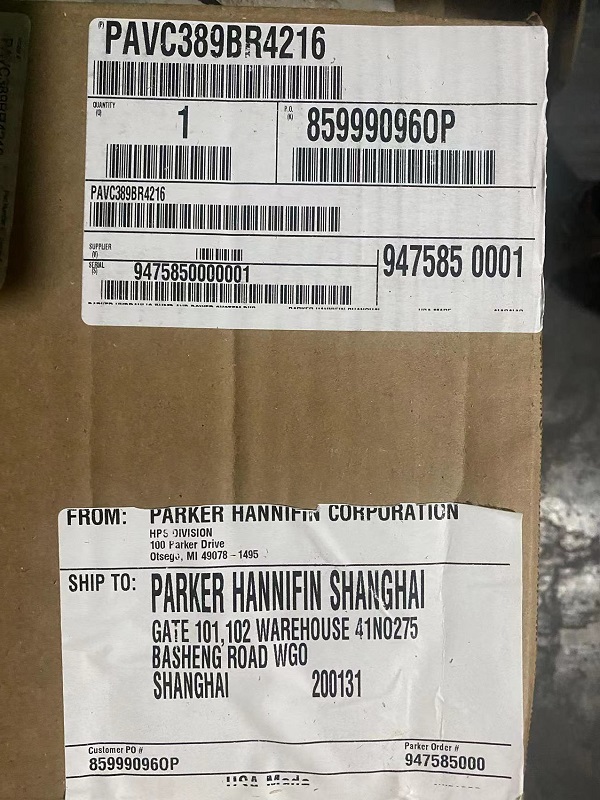 (P) PAVC389BR4216
QUANTITY (Q) 1
P.O. (K) 859990960P
PAVC389BR4216
SUPPLIER (V)
SERIAL (S) 9475850000001
947585 0001
FROM: PARKER HANNIFIN CORPORATION
HPS DIVISION
100 Parker Drive
Otsego, MI 49078 - 1495
SHIP TO: PARKER HANNIFIN SHANGHAI
GATE 101,102 WAREHOUSE 41NO275
BASHENG ROAD WGO
SHANGHAI 200131
Customer PO # Parker Order #
859990960P 947585000
USA Made